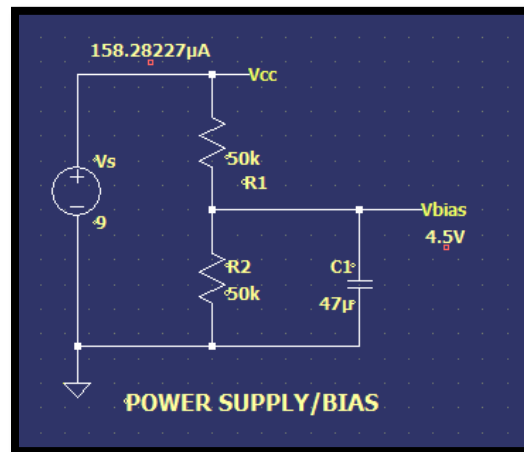 158.28227µA
Vcc
Vs
50k
R1
9
Vbias
4.5V
R2
C1
50k
47µ
POWER SUPPLY/BIAS